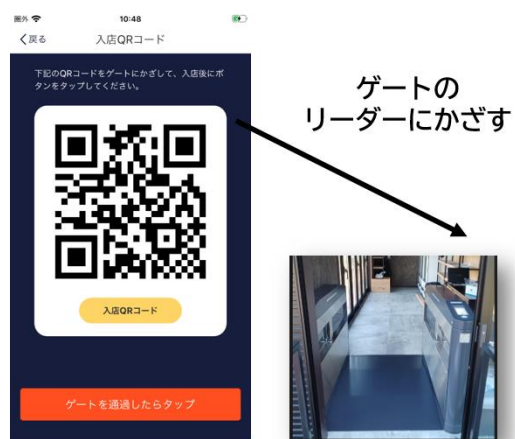 圏外
10:48
戻る
入店QRコード
下記のQRコードをゲートにかざして、入店後にボ
タンをタップしてください。
入店QRコード
ゲートを通過したらタップ
ゲートの
リーダーにかざす